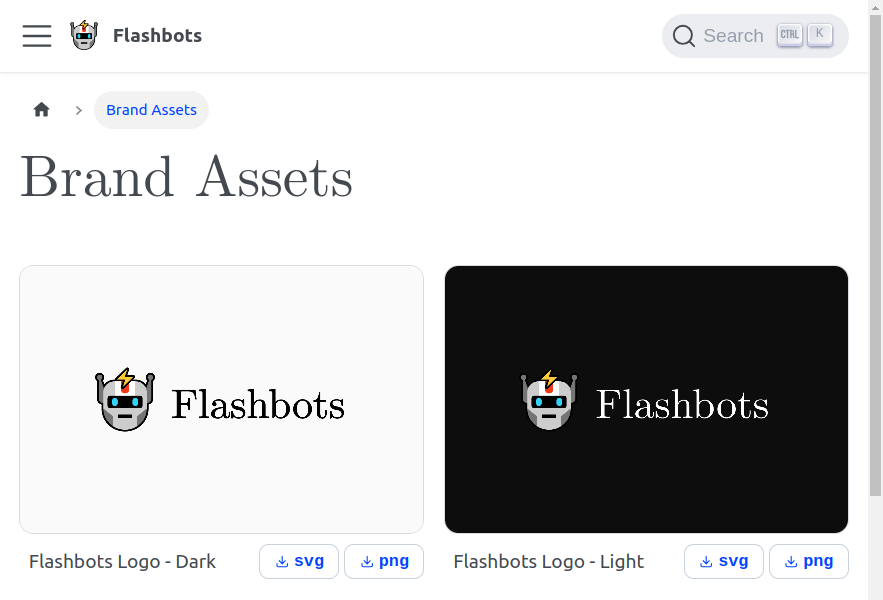 Flashbots
Search CTRL K
Brand Assets
Brand Assets
Flashbots
Flashbots
Flashbots Logo - Dark svg png
Flashbots Logo - Light svg png